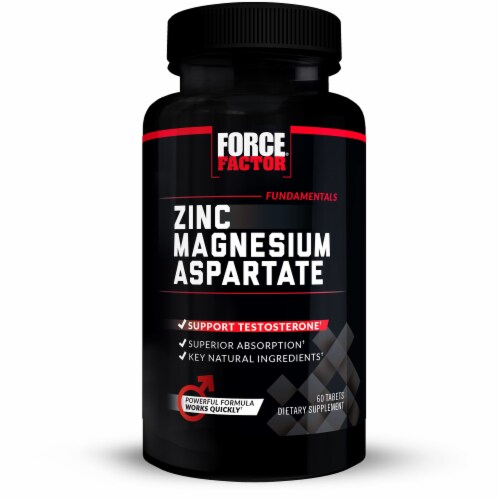 FORCE®
FACTOR
FUNDAMENTALS
ZINC
MAGNESIUM
ASPARTATE
✓ SUPPORT TESTOSTERONE†
✓ SUPERIOR ABSORPTION†
✓ KEY NATURAL INGREDIENTS†
POWERFUL FORMULA
WORKS QUICKLY†
60 TABETS
DIETARY SUPPLEMENT